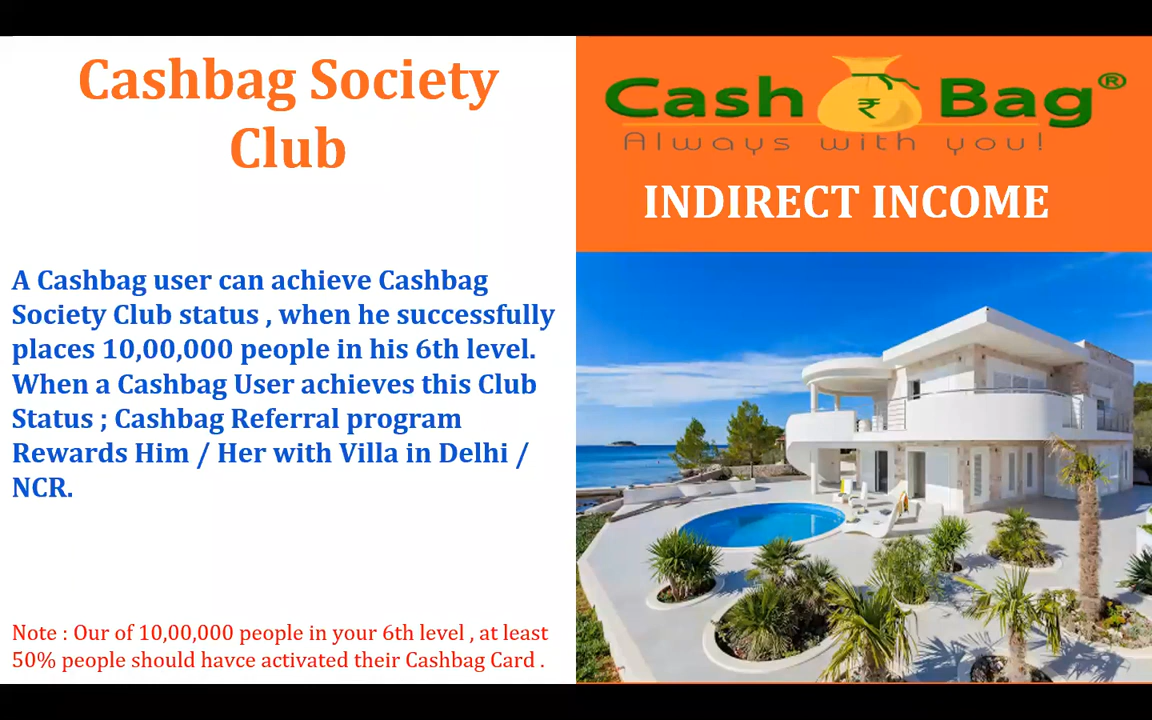 Cashbag Society
Club
A Cashbag user can achieve Cashbag
Society Club status , when he successfully
places 10,00,000 people in his 6th level.
When a Cashbag User achieves this Club
Status ; Cashbag Referral program
Rewards Him / Her with Villa in Delhi /
NCR.
Note : Our of 10,00,000 people in your 6th level , at least
50% people should havce activated their Cashbag Card .
Cash ₹ Bag®
Always with you!
INDIRECT INCOME